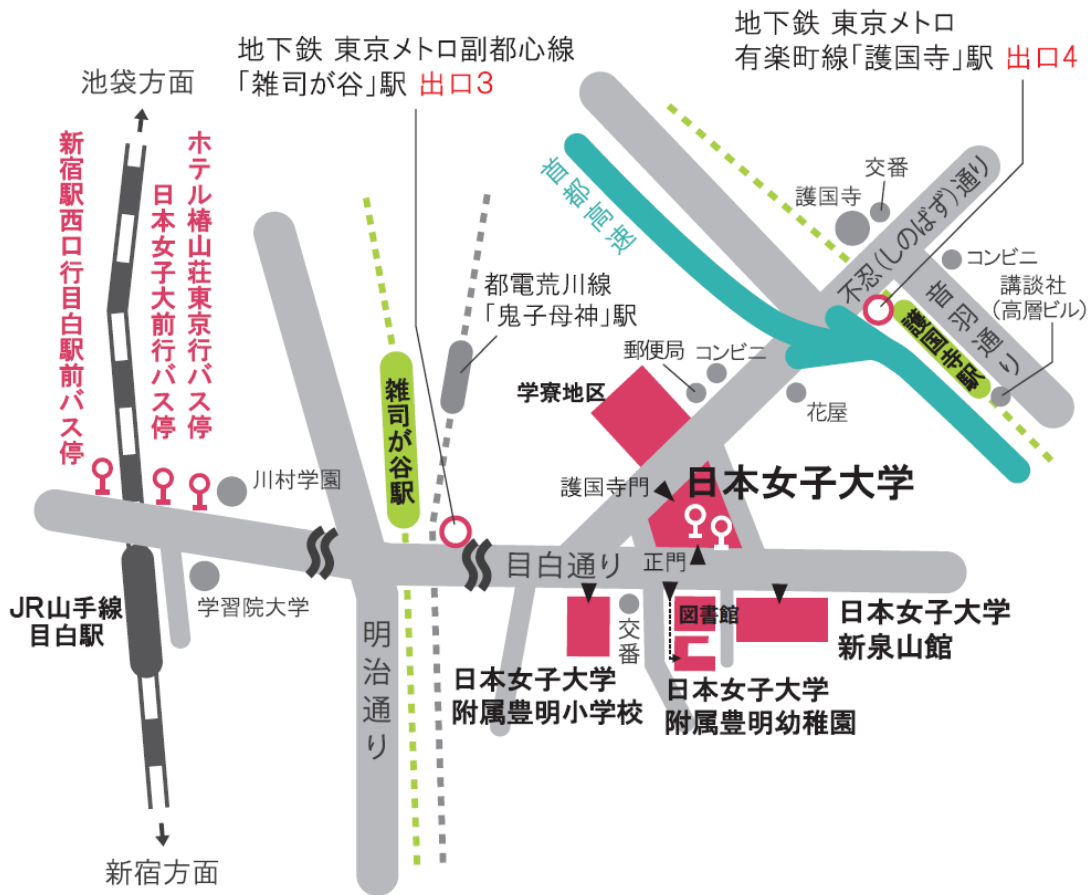 地下鉄 東京メトロ副都心線
「雑司が谷」駅 出口3
地下鉄 東京メトロ
有楽町線「護国寺」駅 出口4
池袋方面
新宿駅西口行目白駅前バス停
日本女子大前行バス停
ホテル椿山荘東京行バス停
首都高速
護国寺
交番
不忍(しのばず)通り
コンビニ
音羽通り
講談社
(高層ビル)
護国寺駅
都電荒川線
「鬼子母神」駅
雑司が谷駅
郵便局
コンビニ
学寮地区
花屋
川村学園
護国寺門
日本女子大学
目白通り
正門
JR山手線
目白駅
学習院大学
明治通り
交番
図書館
日本女子大学
新泉山館
日本女子大学
附属豊明小学校
日本女子大学
附属豊明幼稚園
新宿方面